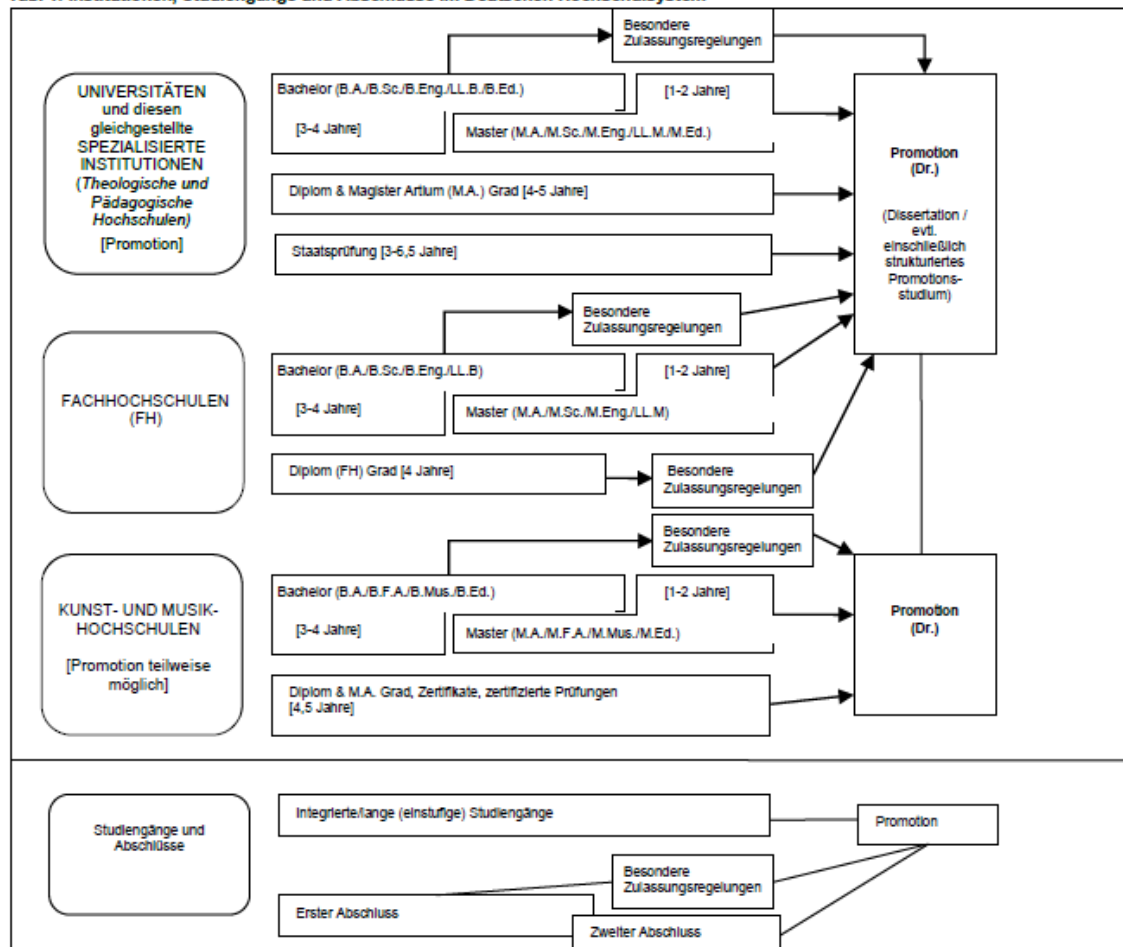 Besondere
Zulassungsregelungen
UNIVERSITÄTEN
und diesen
gleichgestellte
SPEZIALISIERTE
INSTITUTIONEN
(Theologische und
Pädagogische
Hochschulen)
[Promotion]
Bachelor (B.A./B.Sc./B.Eng./LL.B./B.Ed.)
[3-4 Jahre]
[1-2 Jahre]
Master (M.A./M.Sc./M.Eng./LL.M./M.Ed.)
Diplom & Magister Artium (M.A.) Grad [4-5 Jahre]
Staatsprüfung [3-6,5 Jahre]
Promotion
(Dr.)
(Dissertation /
evtl.
einschließlich
strukturiertes
Promotions-
studium)
FACHHOCHSCHULEN
(FH)
Besondere
Zulassungsregelungen
Bachelor (B.A./B.Sc./B.Eng./LL.B)
[3-4 Jahre]
[1-2 Jahre]
Master (M.A./M.Sc./M.Eng./LL.M)
Diplom (FH) Grad [4 Jahre]
Besondere
Zulassungsregelungen
KUNST- UND MUSIK-
HOCHSCHULEN
[Promotion teilweise
möglich]
Besondere
Zulassungsregelungen
Bachelor (B.A./B.F.A./B.Mus./B.Ed.)
[3-4 Jahre]
[1-2 Jahre]
Master (M.A./M.F.A./M.Mus./M.Ed.)
Diplom & M.A. Grad, Zertifikate, zertifizierte Prüfungen
[4,5 Jahre]
Promotion
(Dr.)
Studiengänge und
Abschlüsse
Integrierte/lange (einstufige) Studiengänge
Promotion
Besondere
Zulassungsregelungen
Erster Abschluss
Zweiter Abschluss